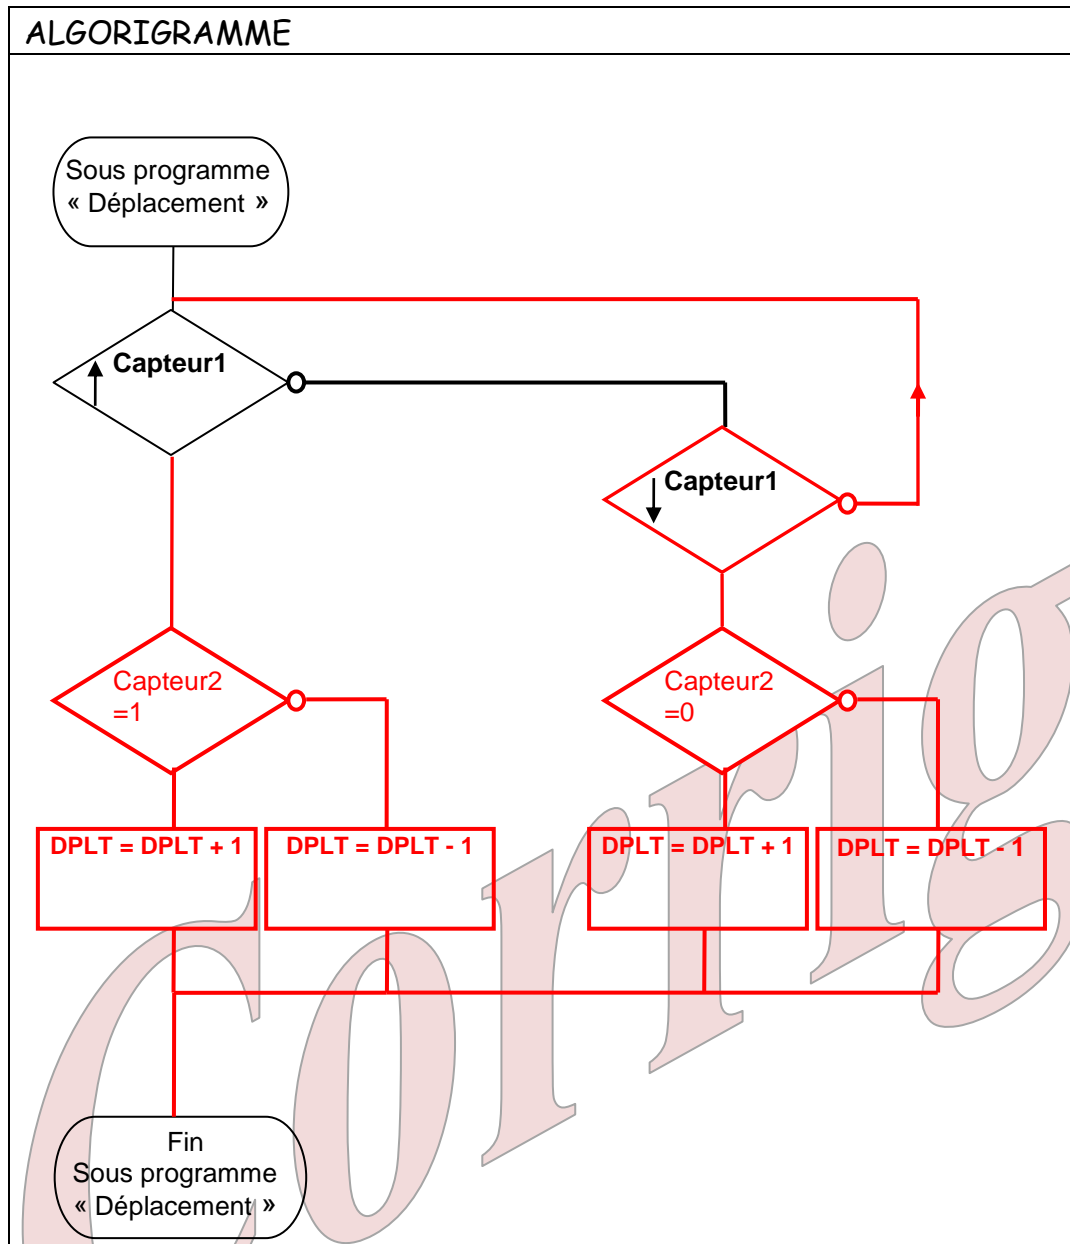 ALGORIGRAMME
Sous programme
« Déplacement »
Capteur1
Capteur1
Capteur2
=1
Capteur2
=0
DPLT = DPLT + 1
DPLT = DPLT - 1
DPLT = DPLT + 1
DPLT = DPLT - 1
Fin
Sous programme
« Déplacement »
Corrig